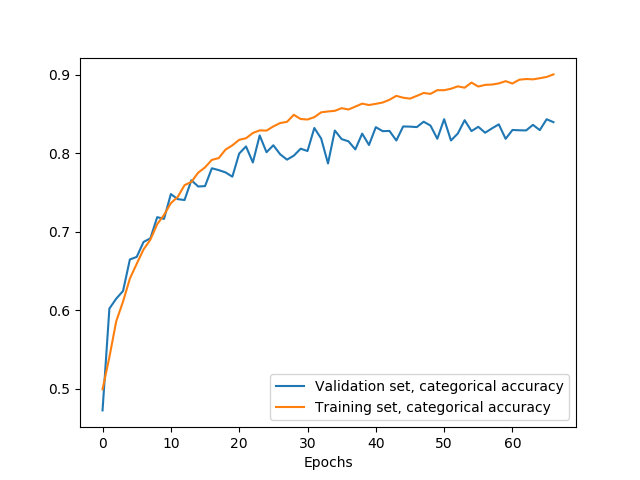 0.9
0.8
0.7
0.6
0.5
Validation set, categorical accuracy
Training set, categorical accuracy
0 10 20 30 40 50 60
Epochs